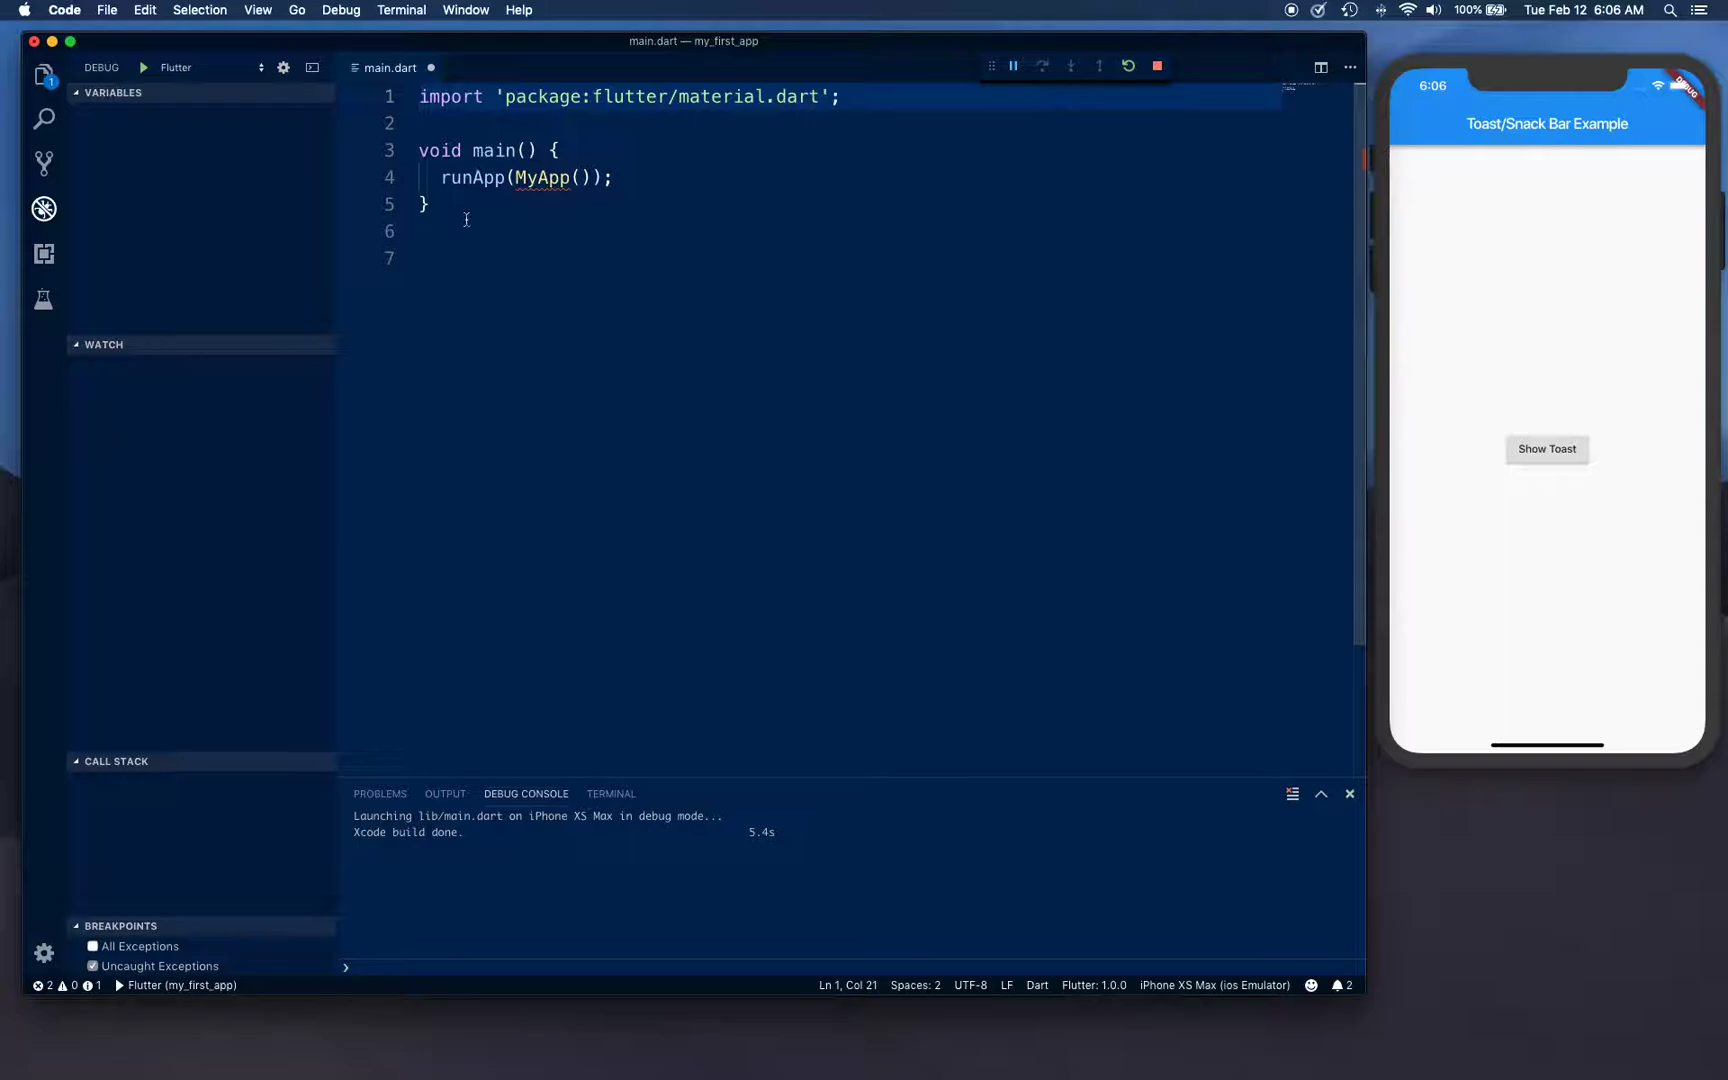 Code File Edit Selection View Go Debug Terminal Window Help 100% Tue Feb 12 6:06 AM
main.dart — my_first_app
DEBUG Flutter main.dart
1
VARIABLES
1 import 'package:flutter/material.dart';
2
3 void main() {
4 runApp(MyApp());
5 }
6
7
WATCH
CALL STACK
PROBLEMS OUTPUT DEBUG CONSOLE TERMINAL
Launching lib/main.dart on iPhone XS Max in debug mode...
Xcode build done. 5.4s
BREAKPOINTS
All Exceptions
Uncaught Exceptions
2 0 1 Flutter (my_first_app) Ln 1, Col 21 Spaces: 2 UTF-8 LF Dart Flutter: 1.0.0 iPhone XS Max (ios Emulator) 2
6:06
DEBUG
Toast/Snack Bar Example
Show Toast